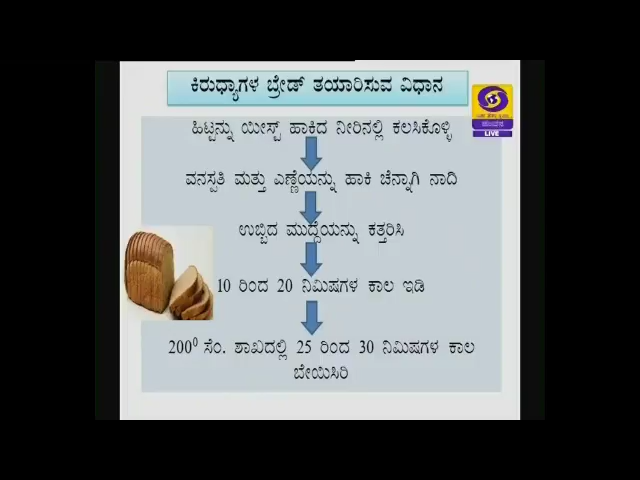 ಕಿರುಧ್ಯಾಗಳ ಬ್ರೇಡ್ ತಯಾರಿಸುವ ವಿಧಾನ
LIVE
ಹಿಟ್ಟನ್ನು ಯೀಸ್ಟ್ ಹಾಕಿದ ನೀರಿನಲ್ಲಿ ಕಲಸಿಕೊಳ್ಳಿ
ವನಸ್ಪತಿ ಮತ್ತು ಎಣ್ಣೆಯನ್ನು ಹಾಕಿ ಚೆನ್ನಾಗಿ ನಾದಿ
ಉಬ್ಬಿದ ಮುದ್ದೆಯನ್ನು ಕತ್ತರಿಸಿ
10 ರಿಂದ 20 ನಿಮಿಷಗಳ ಕಾಲ ಇಡಿ
200⁰ ಸೆಂ. ಶಾಖದಲ್ಲಿ 25 ರಿಂದ 30 ನಿಮಿಷಗಳ ಕಾಲ
ಬೇಯಿಸಿರಿ